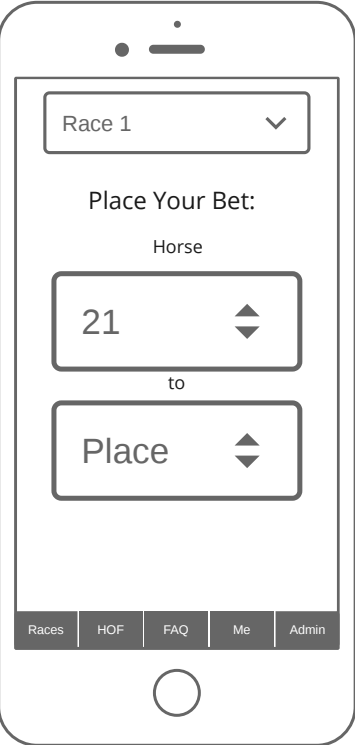 Race 1
Place Your Bet:
Horse
21
to
Place
Races HOF FAQ Me Admin